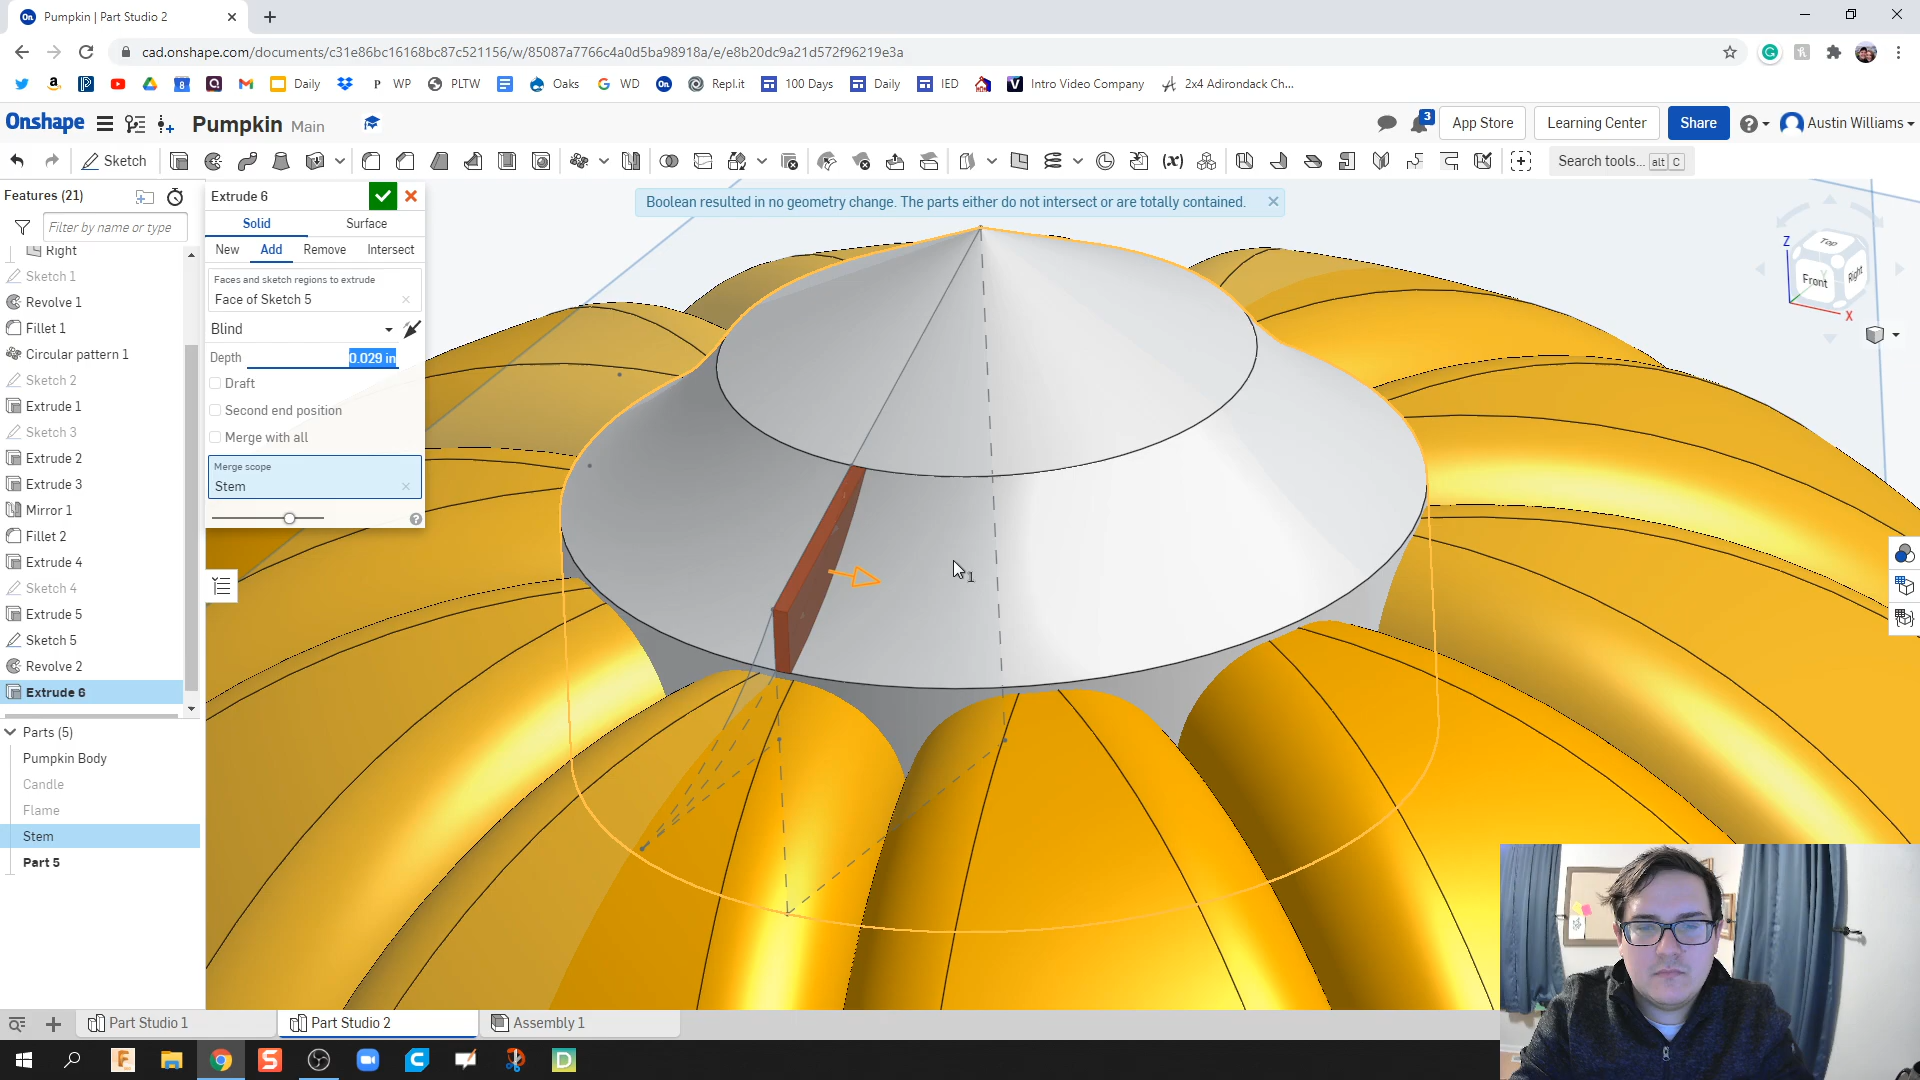 Pumpkin | Part Studio 2
cad.onshape.com/documents/c31e86bc16168bc87c521156/w/85087a7766c4a0d5ba98918a/e/e8b20dc9a21d572f96219e3a
Daily
WP
PLTW
Oaks
WD
Repl.it
100 Days
Daily
IED
Intro Video Company
2x4 Adirondack Ch...
Onshape
Pumpkin Main
3
App Store
Learning Center
Share
Austin Williams
Sketch
Search tools... alt C
Features (21)
Filter by name or type
Right
Sketch 1
Revolve 1
Fillet 1
Circular pattern 1
Sketch 2
Extrude 1
Sketch 3
Extrude 2
Extrude 3
Mirror 1
Fillet 2
Extrude 4
Sketch 4
Extrude 5
Sketch 5
Revolve 2
Extrude 6
Parts (5)
Pumpkin Body
Candle
Flame
Stem
Part 5
Extrude 6
Solid
Surface
New
Add
Remove
Intersect
Faces and sketch regions to extrude
Face of Sketch 5
Blind
Depth
0.029 in
Draft
Second end position
Merge with all
Merge scope
Stem
Boolean resulted in no geometry change. The parts either do not intersect or are totally contained.
Z
Top
Front
Y
Right
X
1
Part Studio 1
Part Studio 2
Assembly 1